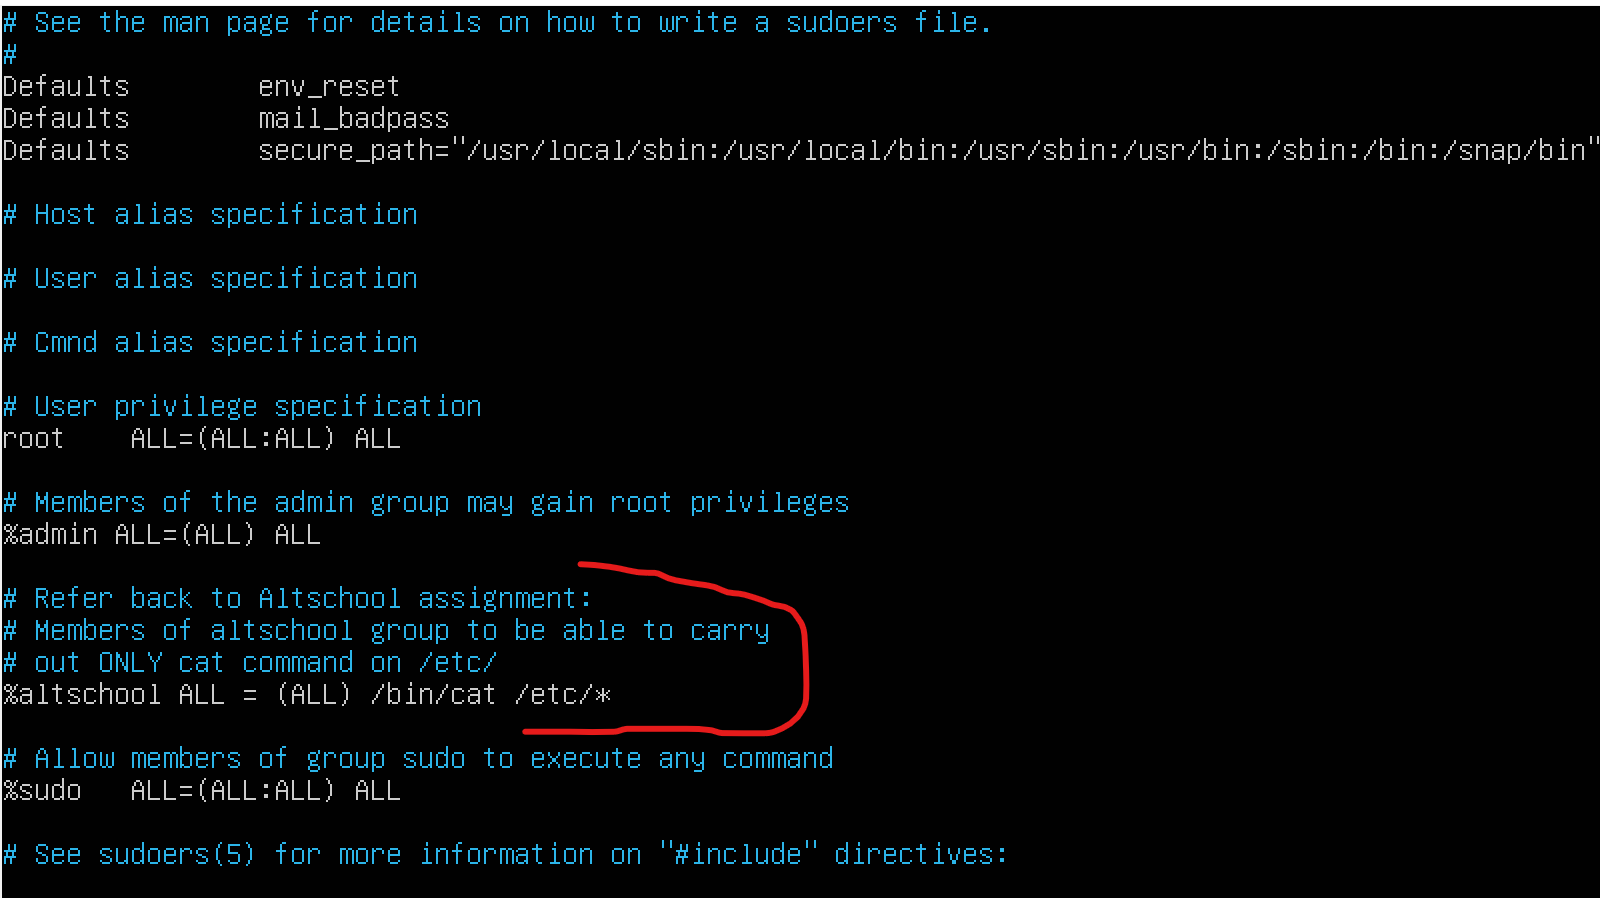 # See the man page for details on how to write a sudoers file.
#
Defaults        env_reset
Defaults        mail_badpass
Defaults        secure_path="/usr/local/sbin:/usr/local/bin:/usr/sbin:/usr/bin:/sbin:/bin:/snap/bin"
# Host alias specification
# User alias specification
# Cmnd alias specification
# User privilege specification
root    ALL=(ALL:ALL) ALL
# Members of the admin group may gain root privileges
%admin ALL=(ALL) ALL
# Refer back to Altschool assignment:
# Members of altschool group to be able to carry
# out ONLY cat command on /etc/
%altschool ALL = (ALL) /bin/cat /etc/*
# Allow members of group sudo to execute any command
%sudo   ALL=(ALL:ALL) ALL
# See sudoers(5) for more information on "#include" directives: